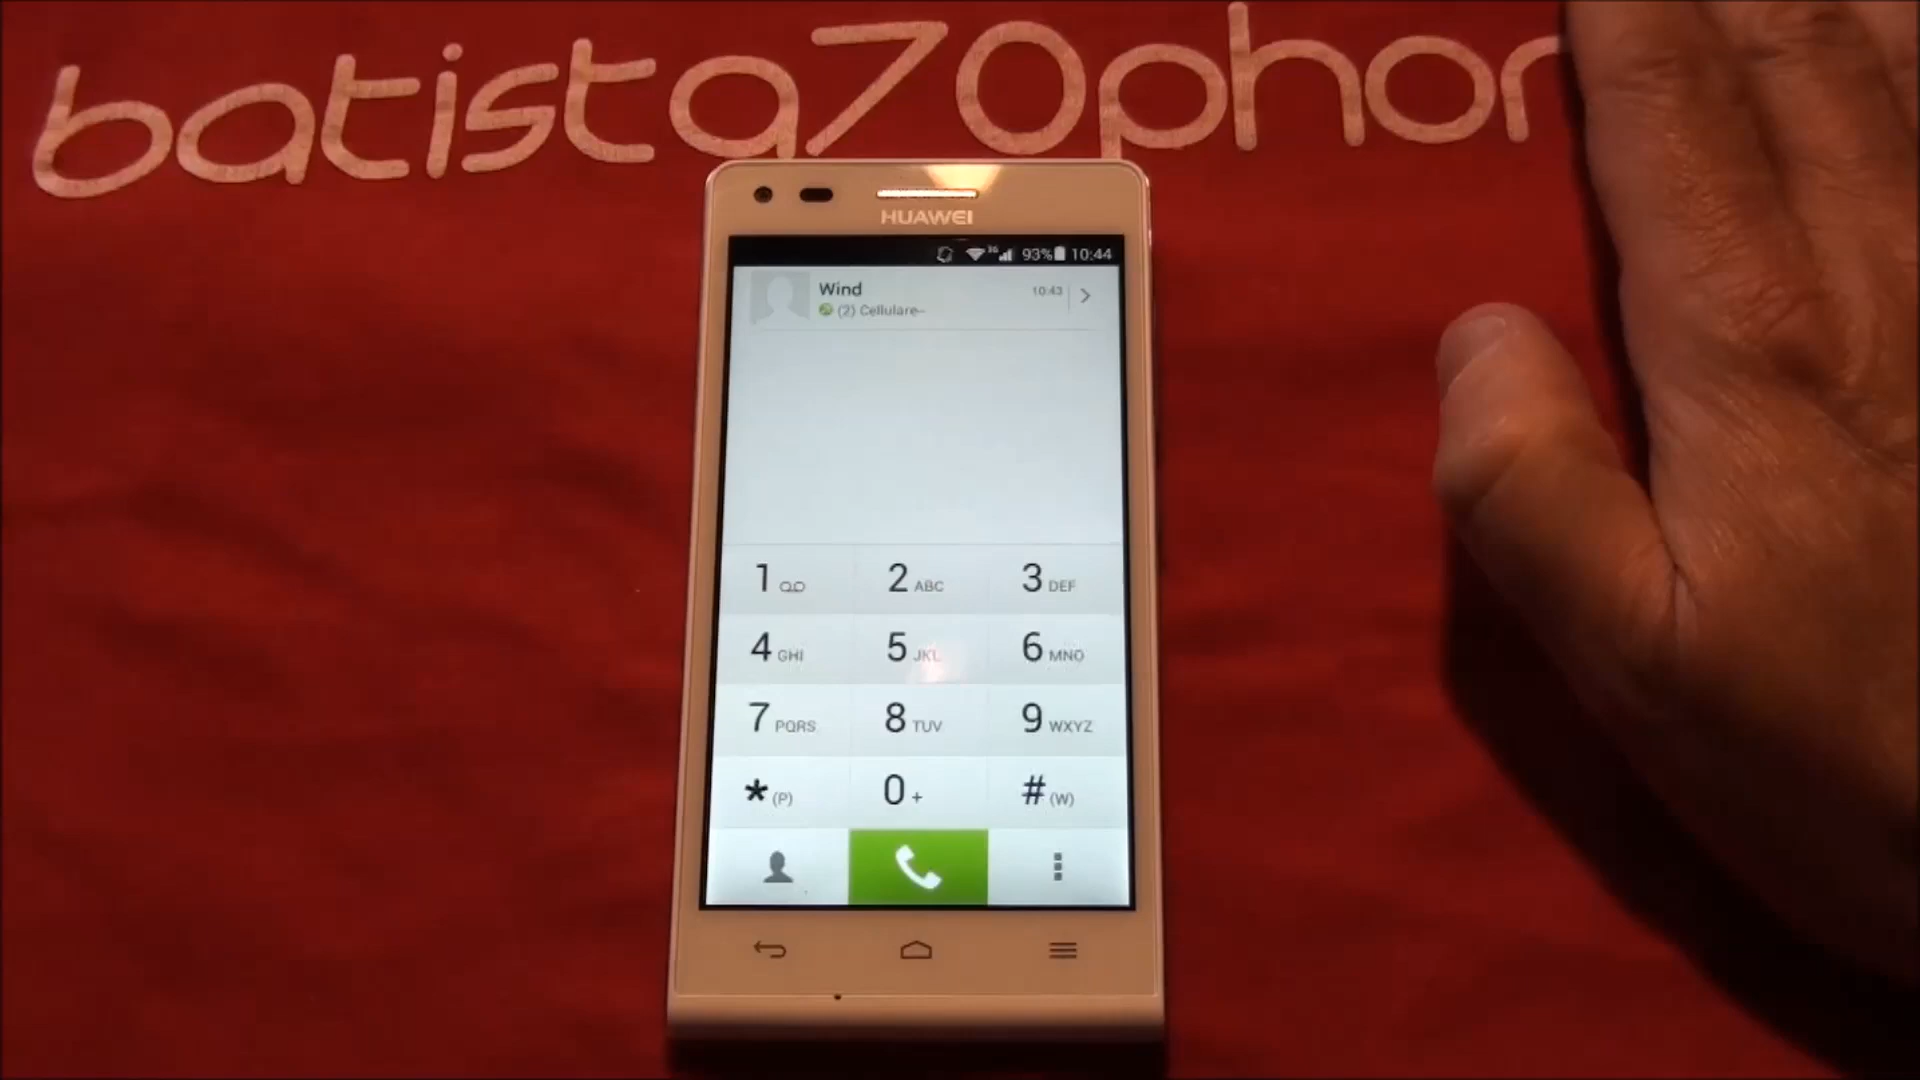 batista70phon
HUAWEI
3G 93% 10:44
Wind 10:43
(2) Cellulare-
1 2 ABC 3 DEF
4 GHI 5 JKL 6 MNO
7 PQRS 8 TUV 9 WXYZ
* (P) 0 + # (W)